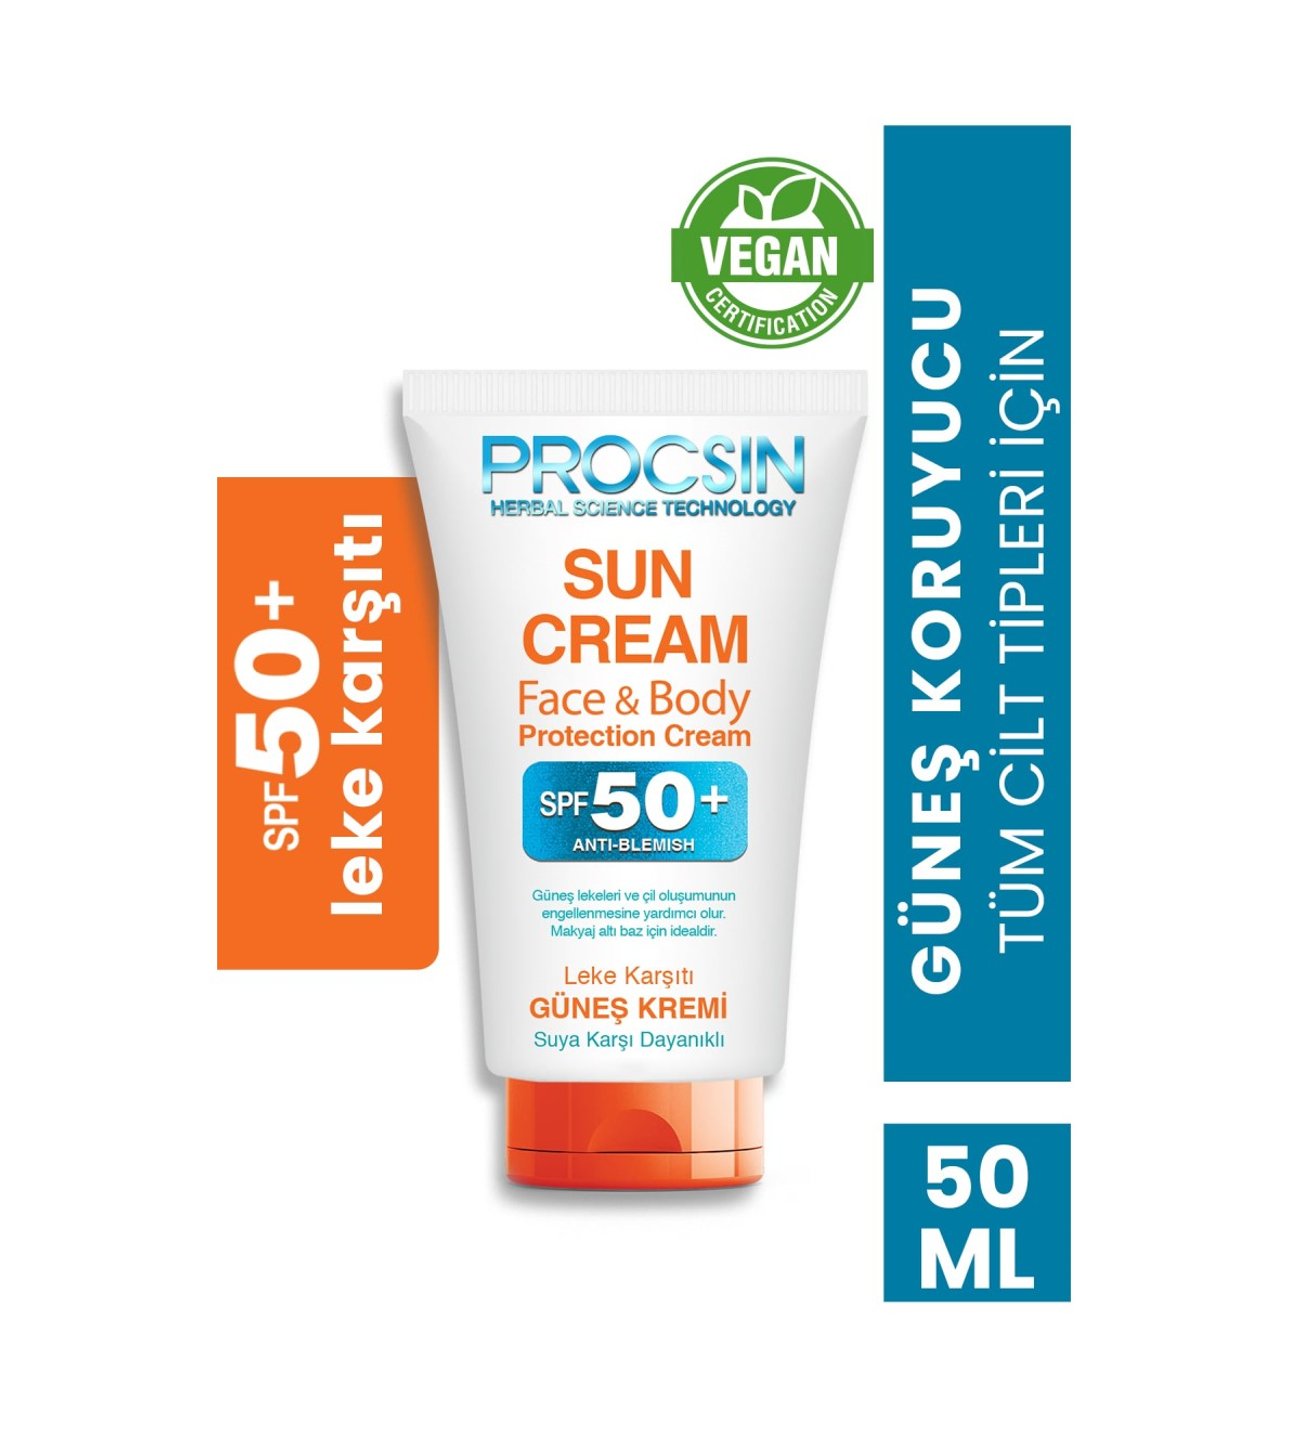 VEGAN
CERTIFICATION
GÜNEŞ KORUYUCU
TÜM CİLT TİPLERİ İÇİN
SPF 50+
leke karşıtı
PROCSIN
HERBAL SCIENCE TECHNOLOGY
SUN
CREAM
Face & Body
Protection Cream
SPF 50+
ANTI-BLEMISH
Güneş lekeleri ve çil oluşumunun
engellenmesine yardımcı olur.
Makyaj altı baz için idealdir.
Leke Karşıtı
GÜNEŞ KREMİ
Suya Karşı Dayanıklı
50
ML